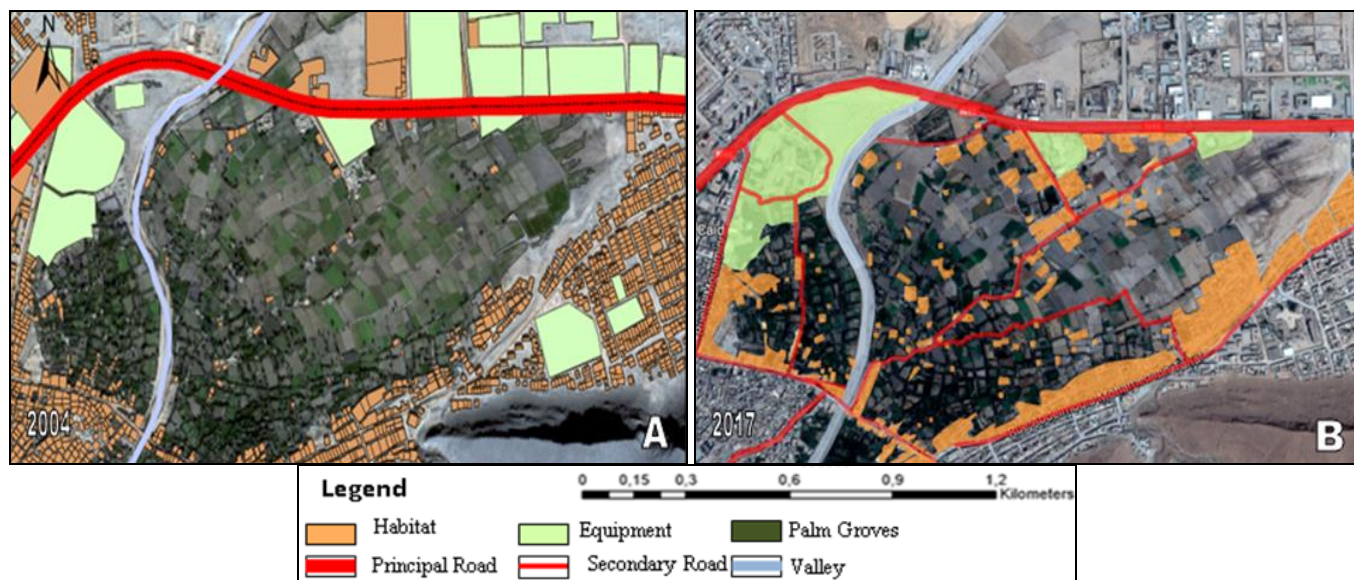 N
2004
A
Caid
2017
B
Legend
0 0,15 0,3 0,6 0,9 1,2
Kilometers
Habitat Equipment Palm Groves
Principal Road Secondary Road Valley